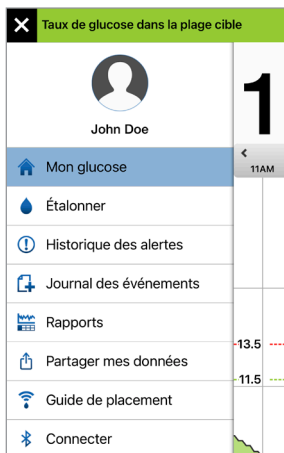 Taux de glucose dans la plage cible
John Doe
1
11AM
Mon glucose
Étalonner
Historique des alertes
Journal des événements
Rapports
13.5
Partager mes données
11.5
Guide de placement
Connecter